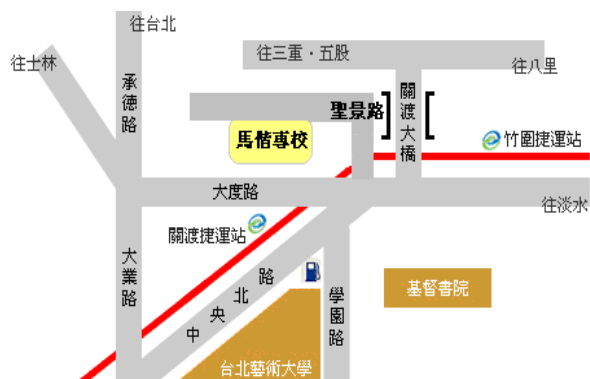 往台北
往士林
往三重．五股
往八里
承德路
聖景路
關渡大橋
馬偕專校
竹圍捷運站
大度路
往淡水
關渡捷運站
大業路
中央北路
學園路
基督書院
台北藝術大學